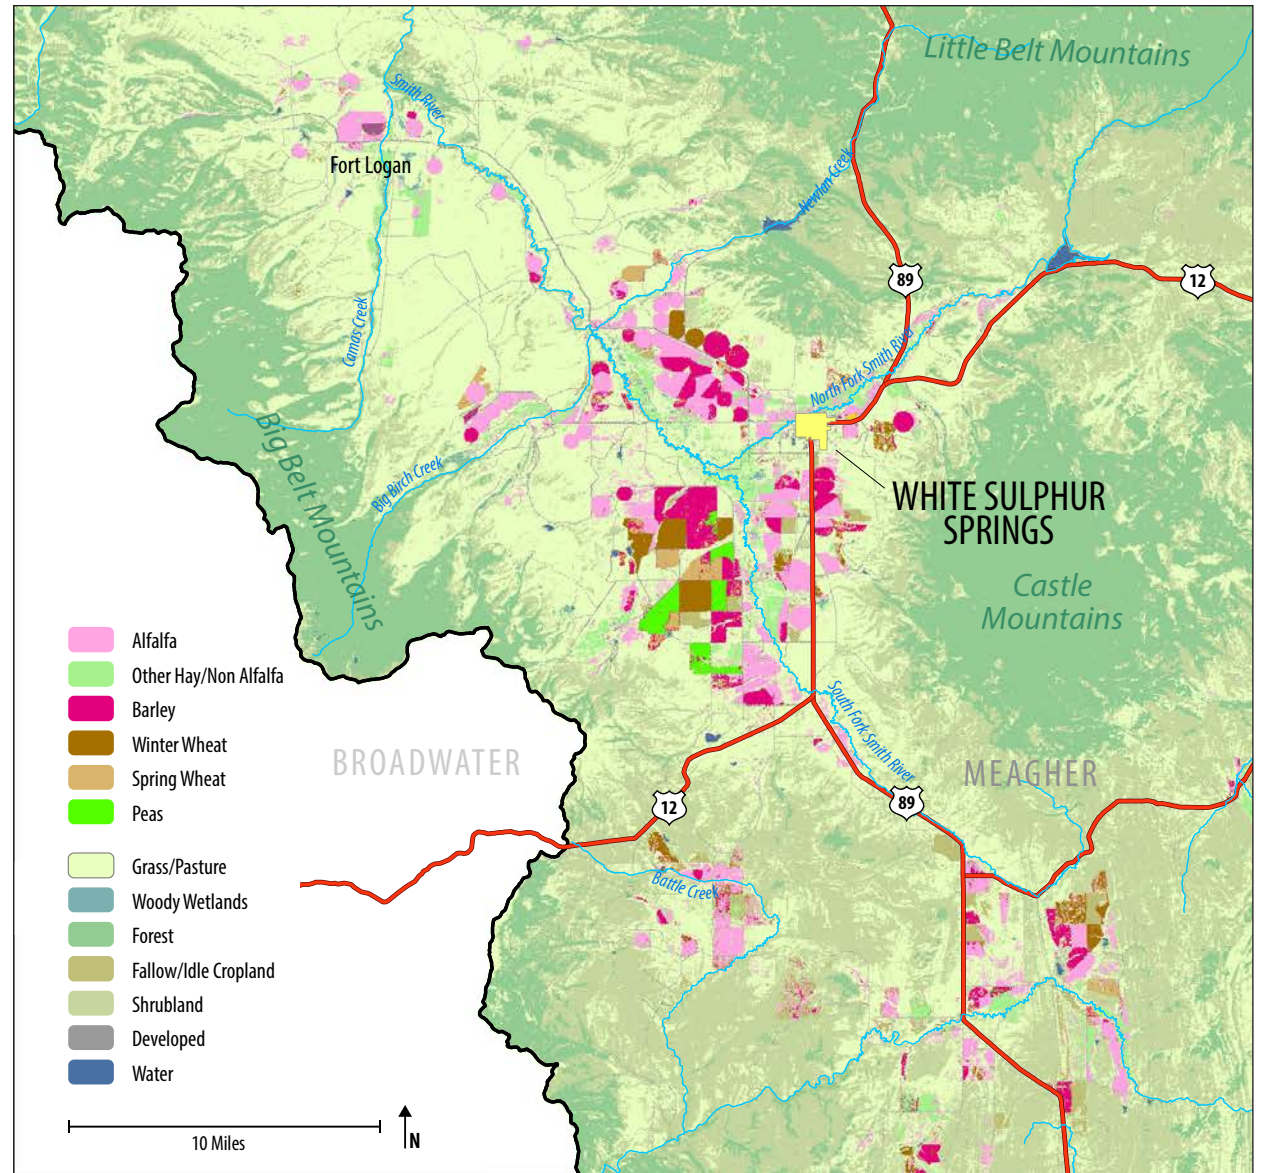 Little Belt Mountains
Smith River
Fort Logan
Newlan Creek
89
12
Camas Creek
North Fork Smith River
Big Belt Mountains
Big Birch Creek
WHITE SULPHUR
SPRINGS
Castle
Mountains
South Fork Smith River
BROADWATER
MEAGHER
12
89
Battle Creek
Alfalfa
Other Hay/Non Alfalfa
Barley
Winter Wheat
Spring Wheat
Peas
Grass/Pasture
Woody Wetlands
Forest
Fallow/Idle Cropland
Shrubland
Developed
Water
10 Miles
N